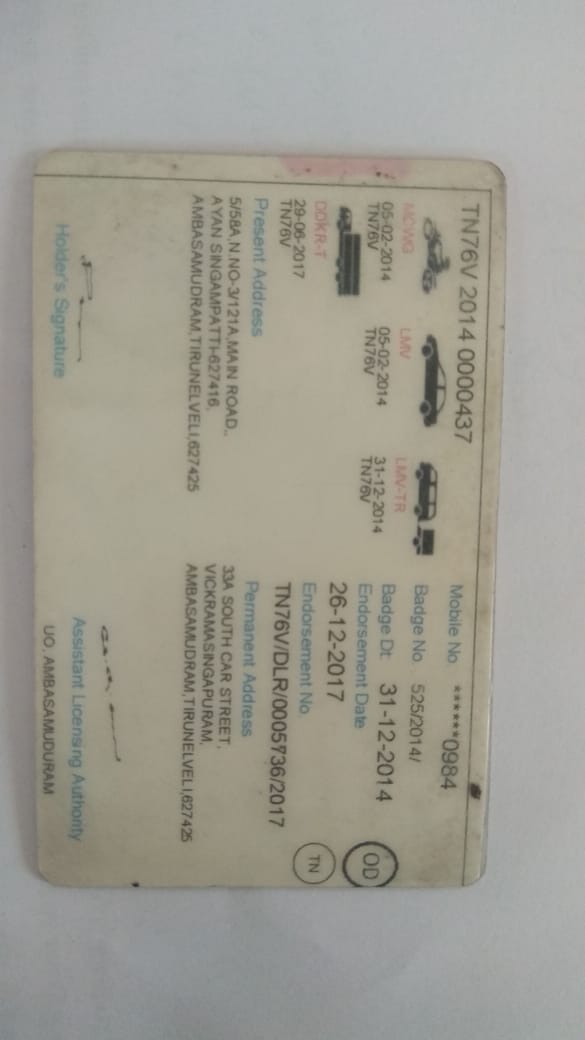 TN76V 2014 0000437
MCWG
05-02-2014
TN76V
LMV
05-02-2014
TN76V
LMV-TR
31-12-2014
TN76V
29-06-2017
TN76V
Present Address
5/58A,N.NO-3/121A,MAIN ROAD,,
AYAN SINGAMPATTI-627416,
AMBASAMUDRAM,TIRUNELVELI,627425
Holder's Signature
Mobile No ******0984
Badge No 525/2014/
Badge Dt: 31-12-2014
Endorsement Date
26-12-2017
Endorsement No
TN76V/DLR/0005736/2017
OD
TN
Permanent Address
33A SOUTH CAR STREET,
VICKRAMASINGAPURAM,
AMBASAMUDRAM,TIRUNELVELI,627425
Assistant Licensing Authority
UO, AMBASAMUDURAM